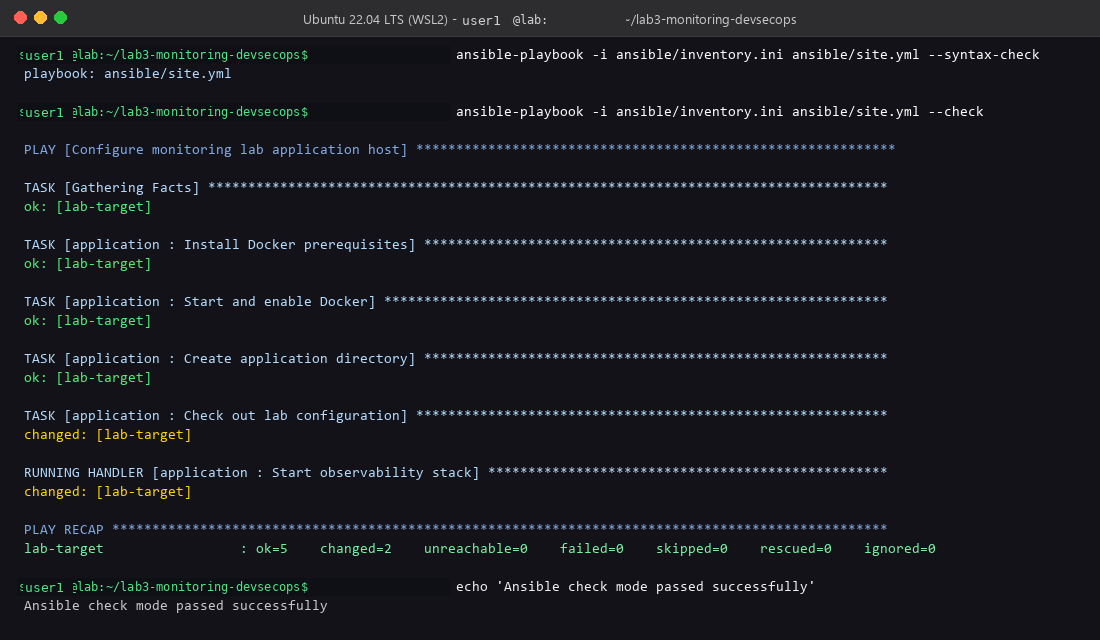 Ubuntu 22.04 LTS (WSL2) - user1 @lab: ~/lab3-monitoring-devsecops
user1 @lab:~/lab3-monitoring-devsecops$ ansible-playbook -i ansible/inventory.ini ansible/site.yml --syntax-check
playbook: ansible/site.yml
user1 @lab:~/lab3-monitoring-devsecops$ ansible-playbook -i ansible/inventory.ini ansible/site.yml --check
PLAY [Configure monitoring lab application host] ************************************************************
TASK [Gathering Facts] *************************************************************************************
ok: [lab-target]
TASK [application : Install Docker prerequisites] **********************************************************
ok: [lab-target]
TASK [application : Start and enable Docker] ***************************************************************
ok: [lab-target]
TASK [application : Create application directory] **********************************************************
ok: [lab-target]
TASK [application : Check out lab configuration] ***********************************************************
changed: [lab-target]
RUNNING HANDLER [application : Start observability stack] **************************************************
changed: [lab-target]
PLAY RECAP *************************************************************************************************
lab-target : ok=5 changed=2 unreachable=0 failed=0 skipped=0 rescued=0 ignored=0
user1 @lab:~/lab3-monitoring-devsecops$ echo 'Ansible check mode passed successfully'
Ansible check mode passed successfully